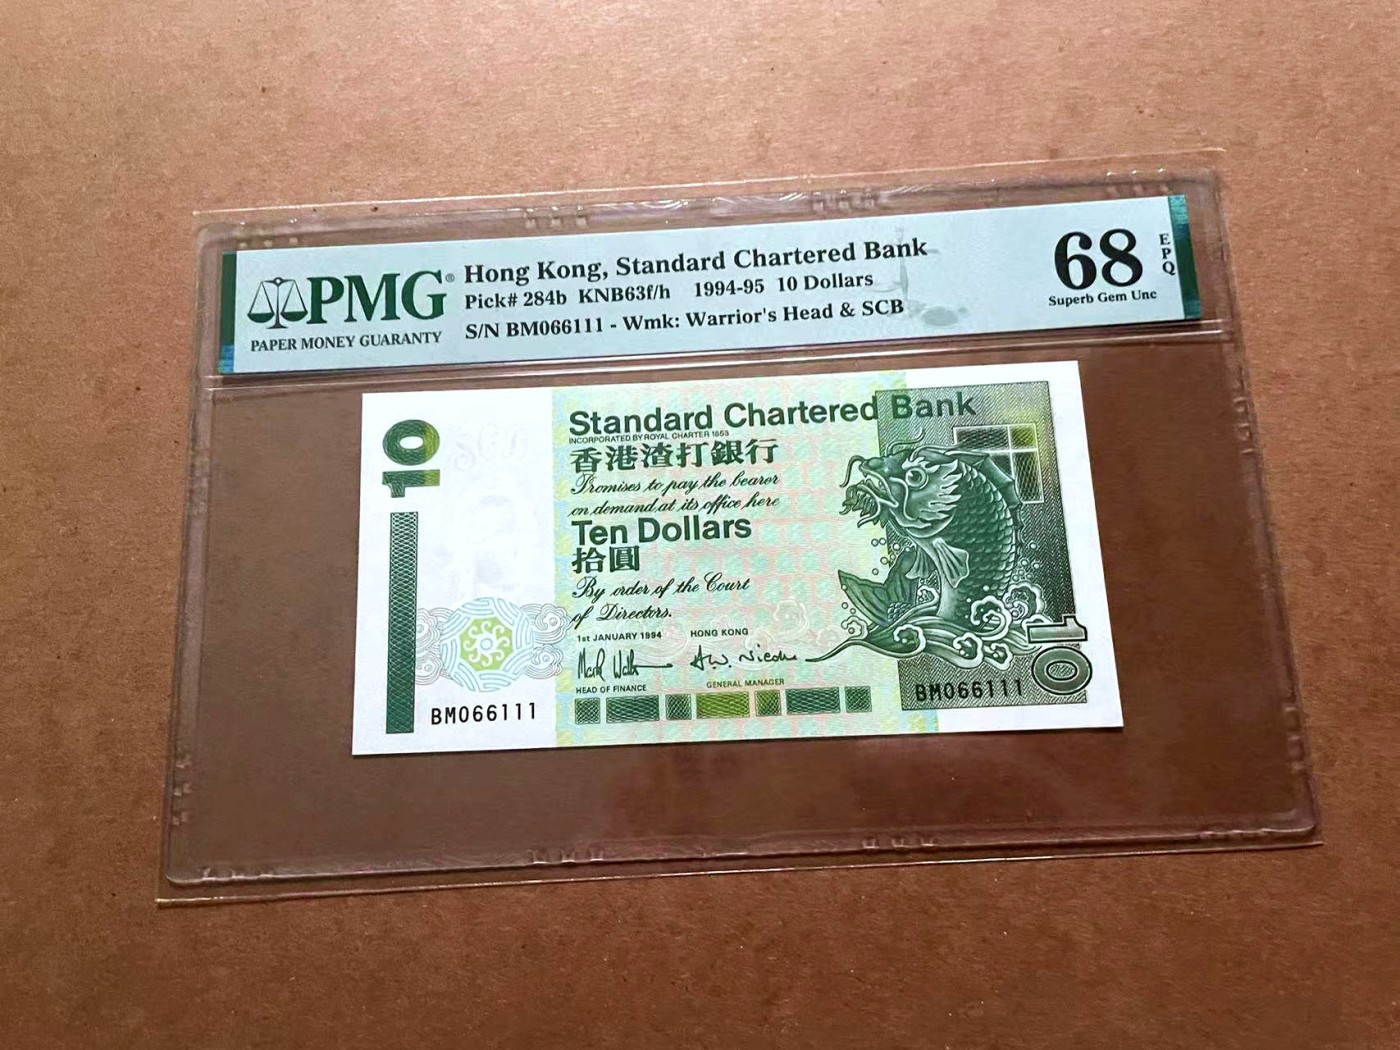 PMG®
PAPER MONEY GUARANTY
Hong Kong, Standard Chartered Bank
Pick# 284b KNB63f/h 1994-95 10 Dollars
S/N BM066111 - Wmk: Warrior's Head & SCB
68
EPQ
Superb Gem Unc
10
Standard Chartered Bank
INCORPORATED BY ROYAL CHARTER 1853
香港渣打銀行
Promises to pay the bearer
on demand at its office here
Ten Dollars
拾圓
By order of the Court
of Directors.
1st JANUARY 1994 HONG KONG
HEAD OF FINANCE GENERAL MANAGER
BM066111
BM066111
10